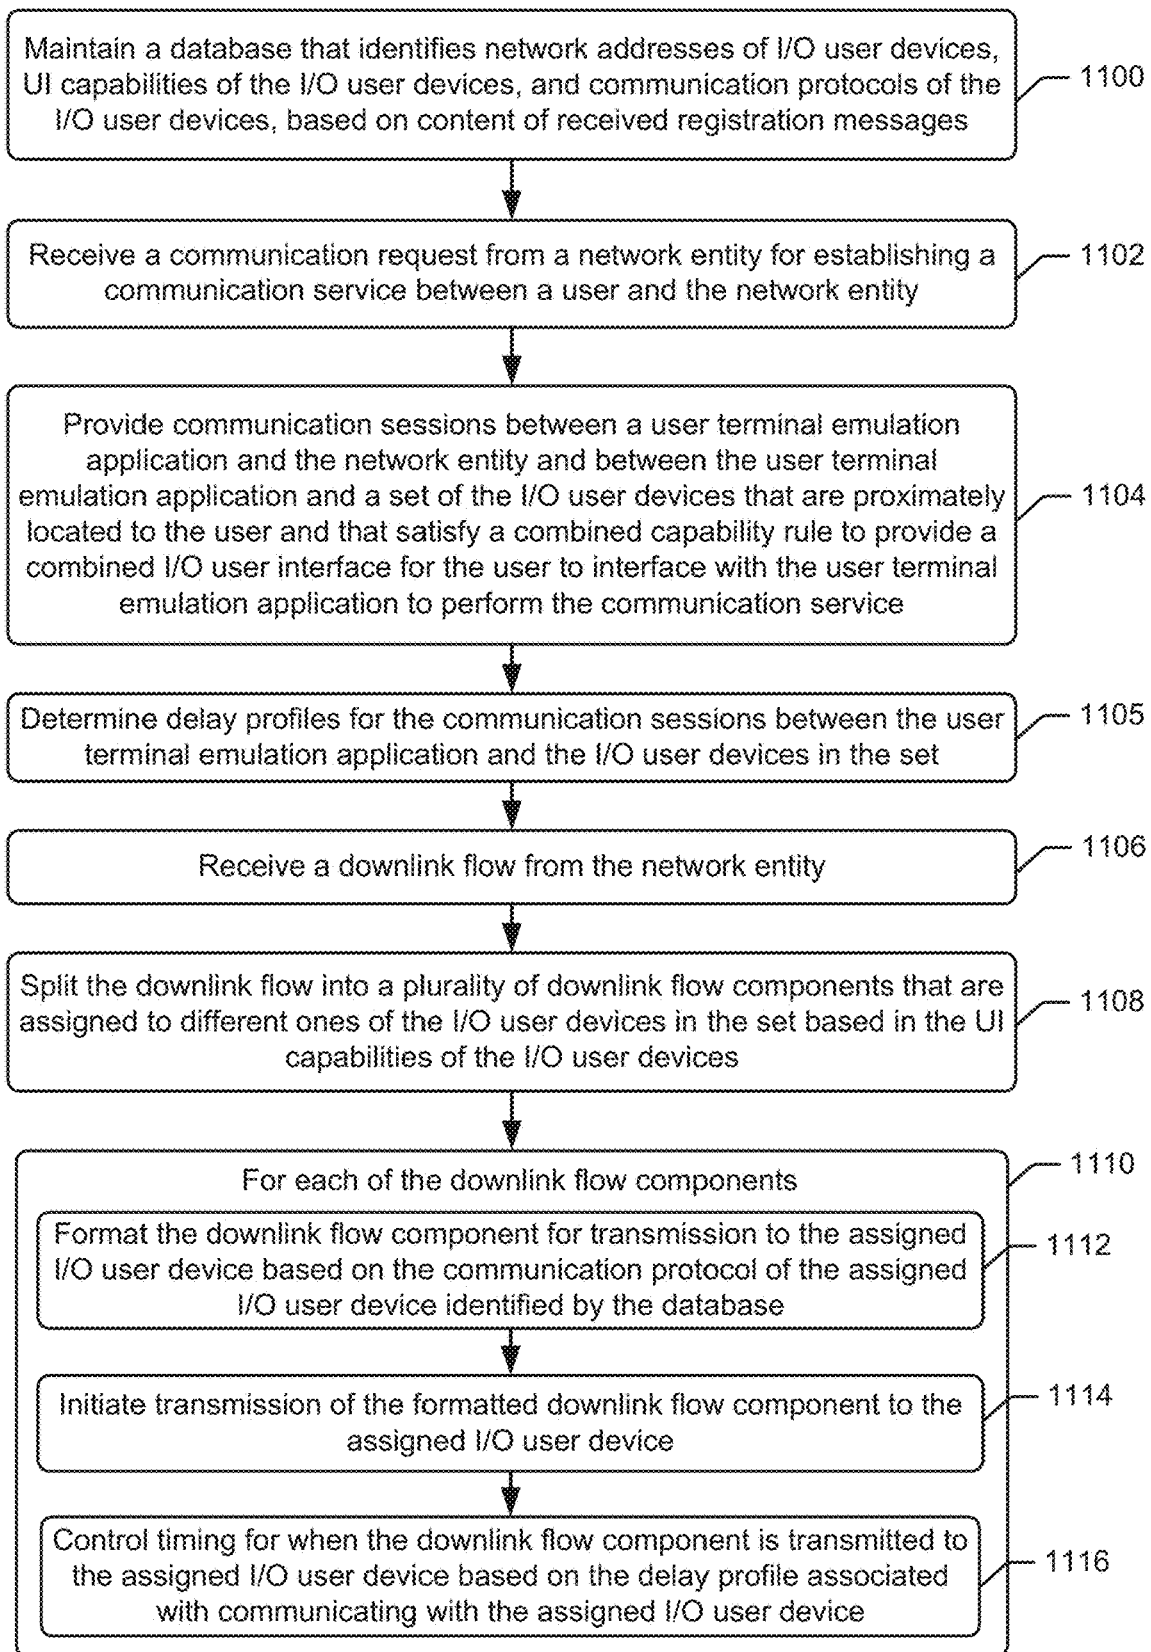 Maintain a database that identifies network addresses of I/O user devices,
UI capabilities of the I/O user devices, and communication protocols of the
I/O user devices, based on content of received registration messages
1100
Receive a communication request from a network entity for establishing a
communication service between a user and the network entity
1102
Provide communication sessions between a user terminal emulation
application and the network entity and between the user terminal
emulation application and a set of the I/O user devices that are proximately
located to the user and that satisfy a combined capability rule to provide a
combined I/O user interface for the user to interface with the user terminal
emulation application to perform the communication service
1104
Determine delay profiles for the communication sessions between the user
terminal emulation application and the I/O user devices in the set
1105
Receive a downlink flow from the network entity
1106
Split the downlink flow into a plurality of downlink flow components that are
assigned to different ones of the I/O user devices in the set based in the UI
capabilities of the I/O user devices
1108
For each of the downlink flow components
1110
Format the downlink flow component for transmission to the assigned
I/O user device based on the communication protocol of the assigned
I/O user device identified by the database
1112
Initiate transmission of the formatted downlink flow component to the
assigned I/O user device
1114
Control timing for when the downlink flow component is transmitted to
the assigned I/O user device based on the delay profile associated
with communicating with the assigned I/O user device
1116